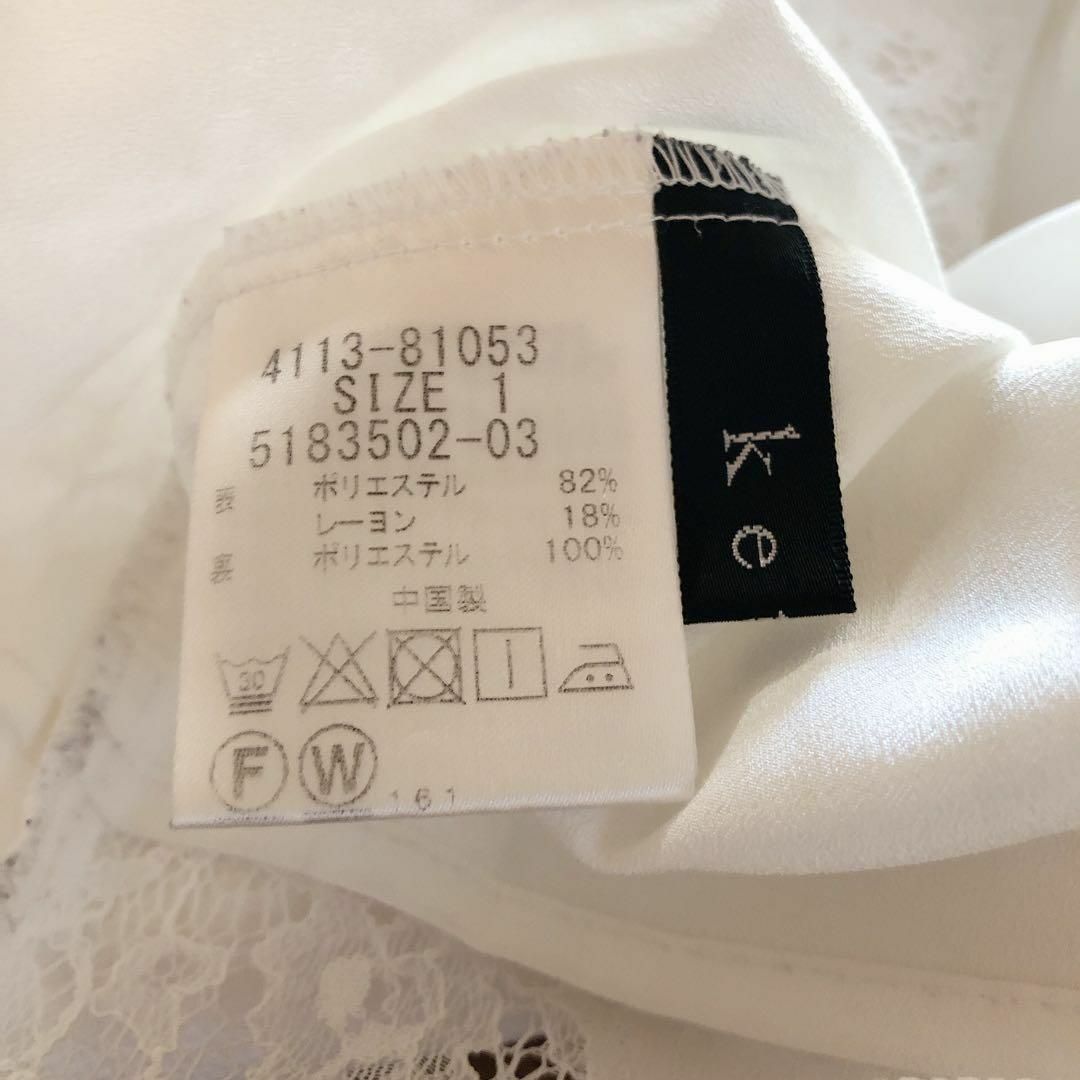 4113-81053
SIZE 1
5183502-03
表 ポリエステル 82%
レーヨン 18%
裏 ポリエステル 100%
中国製
30
F W 161
k e